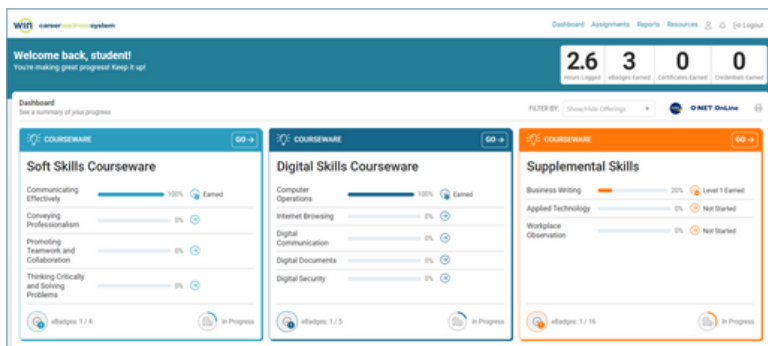 win career readiness system
Dashboard Assignments Reports Resources Logout
Welcome back, student!
You're making great progress! Keep it up!
2.6 3 0 0
Hours Logged eBadges Earned Certificates Earned Credentials Earned
Dashboard
See a summary of your progress
FILTER BY: Show/Hide Offerings O*NET OnLine
COURSEWARE GO
Soft Skills Courseware
Communicating
Effectively 100% Earned
Conveying
Professionalism 0%
Promoting
Teamwork and
Collaboration 0%
Thinking Critically
and Solving
Problems 0%
eBadges: 1 / 4 In Progress
COURSEWARE GO
Digital Skills Courseware
Computer
Operations 100% Earned
Internet Browsing 0%
Digital
Communication 0%
Digital Documents 0%
Digital Security 0%
eBadges: 1 / 5 In Progress
COURSEWARE GO
Supplemental Skills
Business Writing 20% Level 1 Earned
Applied Technology 0% Not Started
Workplace
Observation 0% Not Started
eBadges: 1 / 16 In Progress